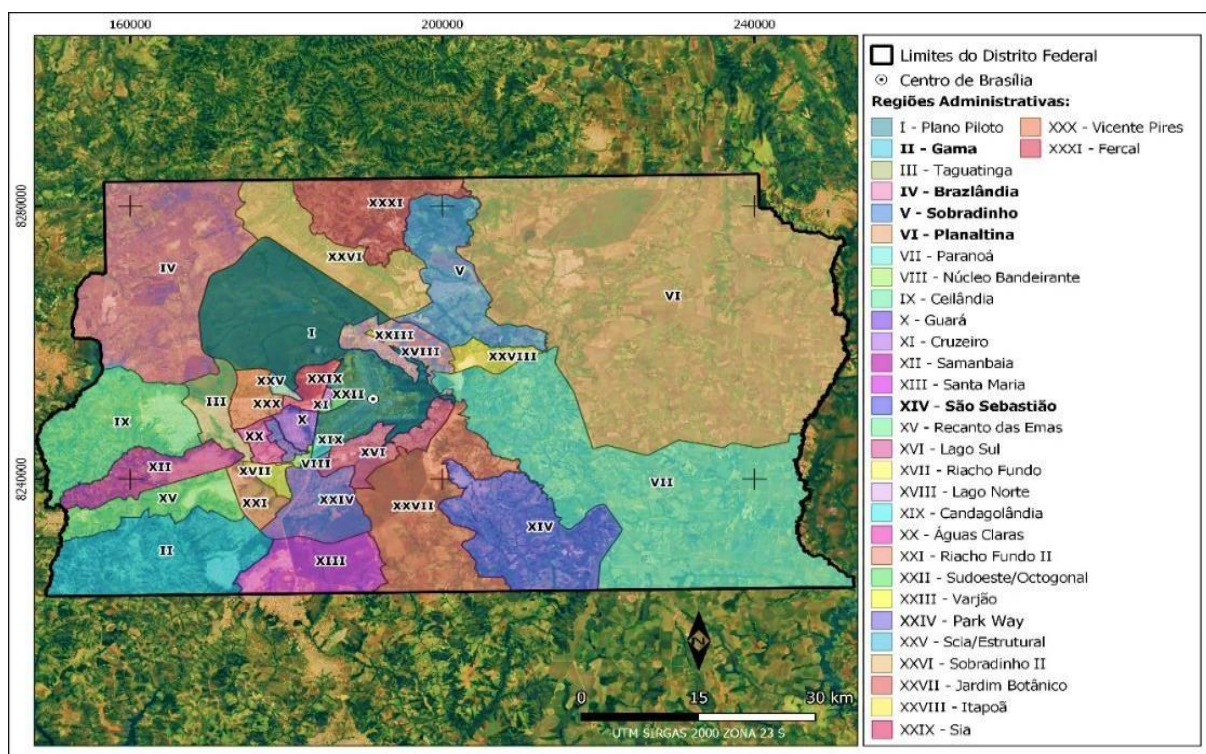 160000 200000 240000
8280000
8240000
XXXI
IV
XXVI
V
VI
I
XXIII
XVIII
XXVIII
XXV
XXIX
XXII
III
XXX
XI
IX
X
XX
XIX
XVI
XII
XVII
VIII
VII
XV
XXI
XXIV
XXVII
XIV
II
XIII
N
0 15 30 km
UTM SIRGAS 2000 ZONA 23 S
Limites do Distrito Federal
Centro de Brasília
Regiões Administrativas:
I - Plano Piloto
II - Gama
III - Taguatinga
IV - Brazlândia
V - Sobradinho
VI - Planaltina
VII - Paranoá
VIII - Núcleo Bandeirante
IX - Ceilândia
X - Guará
XI - Cruzeiro
XII - Samanbaia
XIII - Santa Maria
XIV - São Sebastião
XV - Recanto das Emas
XVI - Lago Sul
XVII - Riacho Fundo
XVIII - Lago Norte
XIX - Candagolândia
XX - Águas Claras
XXI - Riacho Fundo II
XXII - Sudoeste/Octogonal
XXIII - Varjão
XXIV - Park Way
XXV - Scia/Estrutural
XXVI - Sobradinho II
XXVII - Jardim Botânico
XXVIII - Itapoã
XXIX - Sia
XXX - Vicente Pires
XXXI - Fercal